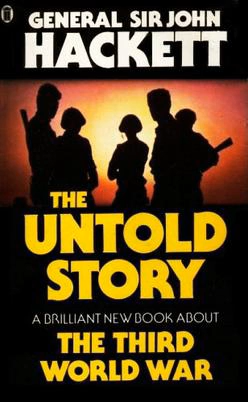 GENERAL SIR JOHN
HACKETT
THE
UNTOLD
STORY
A BRILLIANT NEW BOOK ABOUT
THE THIRD
WORLD WAR